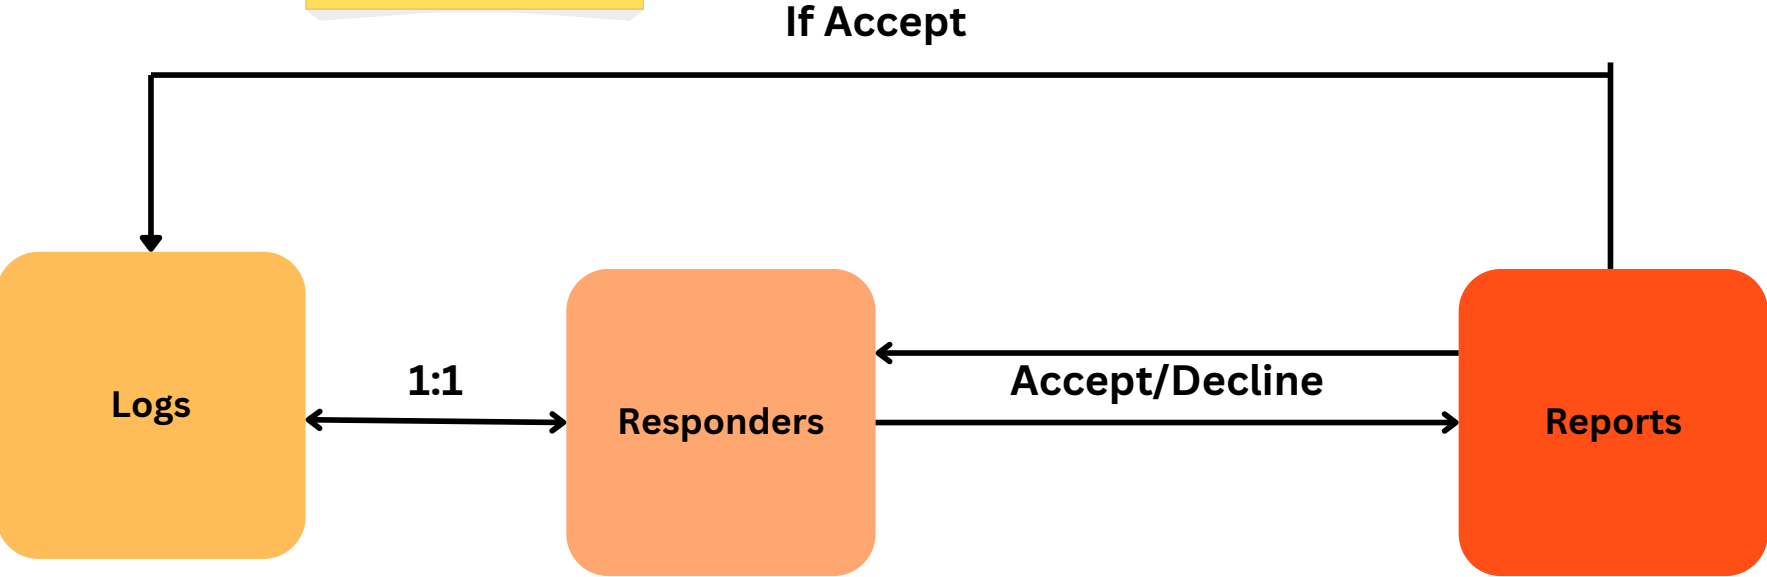 If Accept
Logs
1:1
Responders
Accept/Decline
Reports